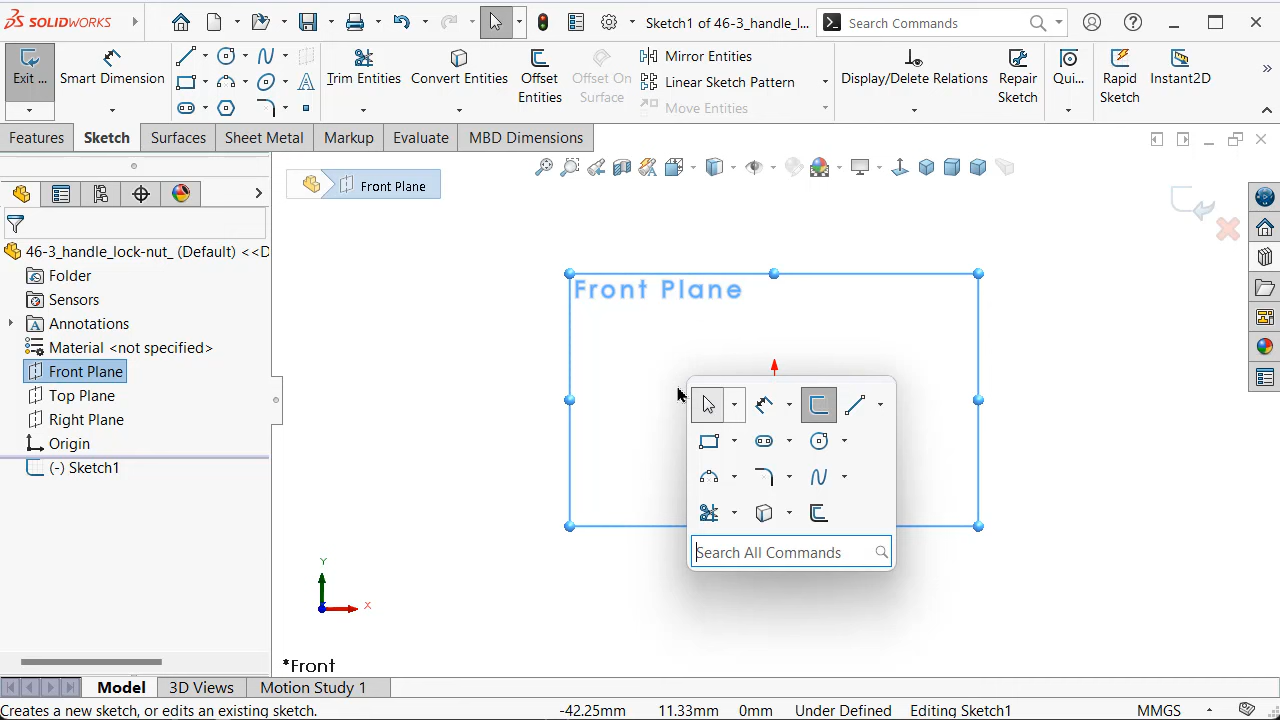 SOLIDWORKS
Sketch1 of 46-3_handle_l...
Search Commands
Exit ...
Smart Dimension
Trim Entities
Convert Entities
Offset Entities
Offset On Surface
Mirror Entities
Linear Sketch Pattern
Move Entities
Display/Delete Relations
Repair Sketch
Qui...
Rapid Sketch
Instant2D
Features
Sketch
Surfaces
Sheet Metal
Markup
Evaluate
MBD Dimensions
Front Plane
46-3_handle_lock-nut_ (Default) <<D
Folder
Sensors
Annotations
Material <not specified>
Front Plane
Top Plane
Right Plane
Origin
(-) Sketch1
Front Plane
Search All Commands
Y
X
*Front
Model
3D Views
Motion Study 1
Creates a new sketch, or edits an existing sketch.
-42.25mm
11.33mm
0mm
Under Defined
Editing Sketch1
MMGS